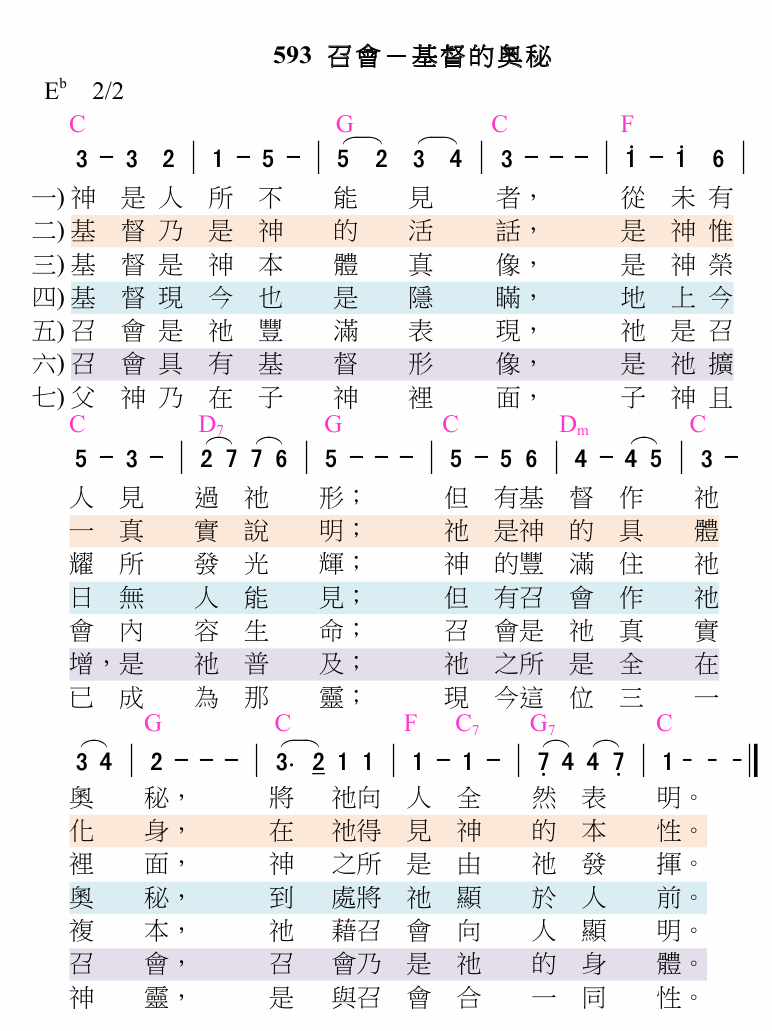 593 召會－基督的奧秘
E♭ 2/2
C G C F
3 - 3 2 | 1 - 5 - | 5 2 3 4 | 3 - - - | i - i 6 |
一) 神 是 人 所 不 能 見 者， 從 未 有
二) 基 督 乃 是 神 的 活 話， 是 神 惟
三) 基 督 是 神 本 體 真 像， 是 神 榮
四) 基 督 現 今 也 是 隱 瞞， 地 上 今
五) 召 會 是 祂 豐 滿 表 現， 祂 是 召
六) 召 會 具 有 基 督 形 像， 是 祂 擴
七) 父 神 乃 在 子 神 裡 面， 子 神 且
C D7 G C Dm C
5 - 3 - | 2 7 7 6 | 5 - - - | 5 - 5 6 | 4 - 4 5 | 3 -
人 見 過 祂 形； 但 有基 督 作 祂
一 真 實 說 明； 祂 是神 的 具 體
耀 所 發 光 輝； 神 的豐 滿 住 祂
日 無 人 能 見； 但 有召 會 作 祂
會 內 容 生 命； 召 會是 祂 真 實
增，是 祂 普 及； 祂 之所 是 全 在
已 成 為 那 靈； 現 今這 位 三 一
G C F C7 G7 C
3 4 | 2 - - - | 3. 2 1 1 | 1 - 1 - | 7 4 4 7 | 1 - - - ‖
奧 秘， 將 祂向 人 全 然 表 明。
化 身， 在 祂得 見 神 的 本 性。
裡 面， 神 之所 是 由 祂 發 揮。
奧 秘， 到 處將 祂 顯 於 人 前。
複 本， 祂 藉召 會 向 人 顯 明。
召 會， 召 會乃 是 祂 的 身 體。
神 靈， 是 與召 會 合 一 同 性。